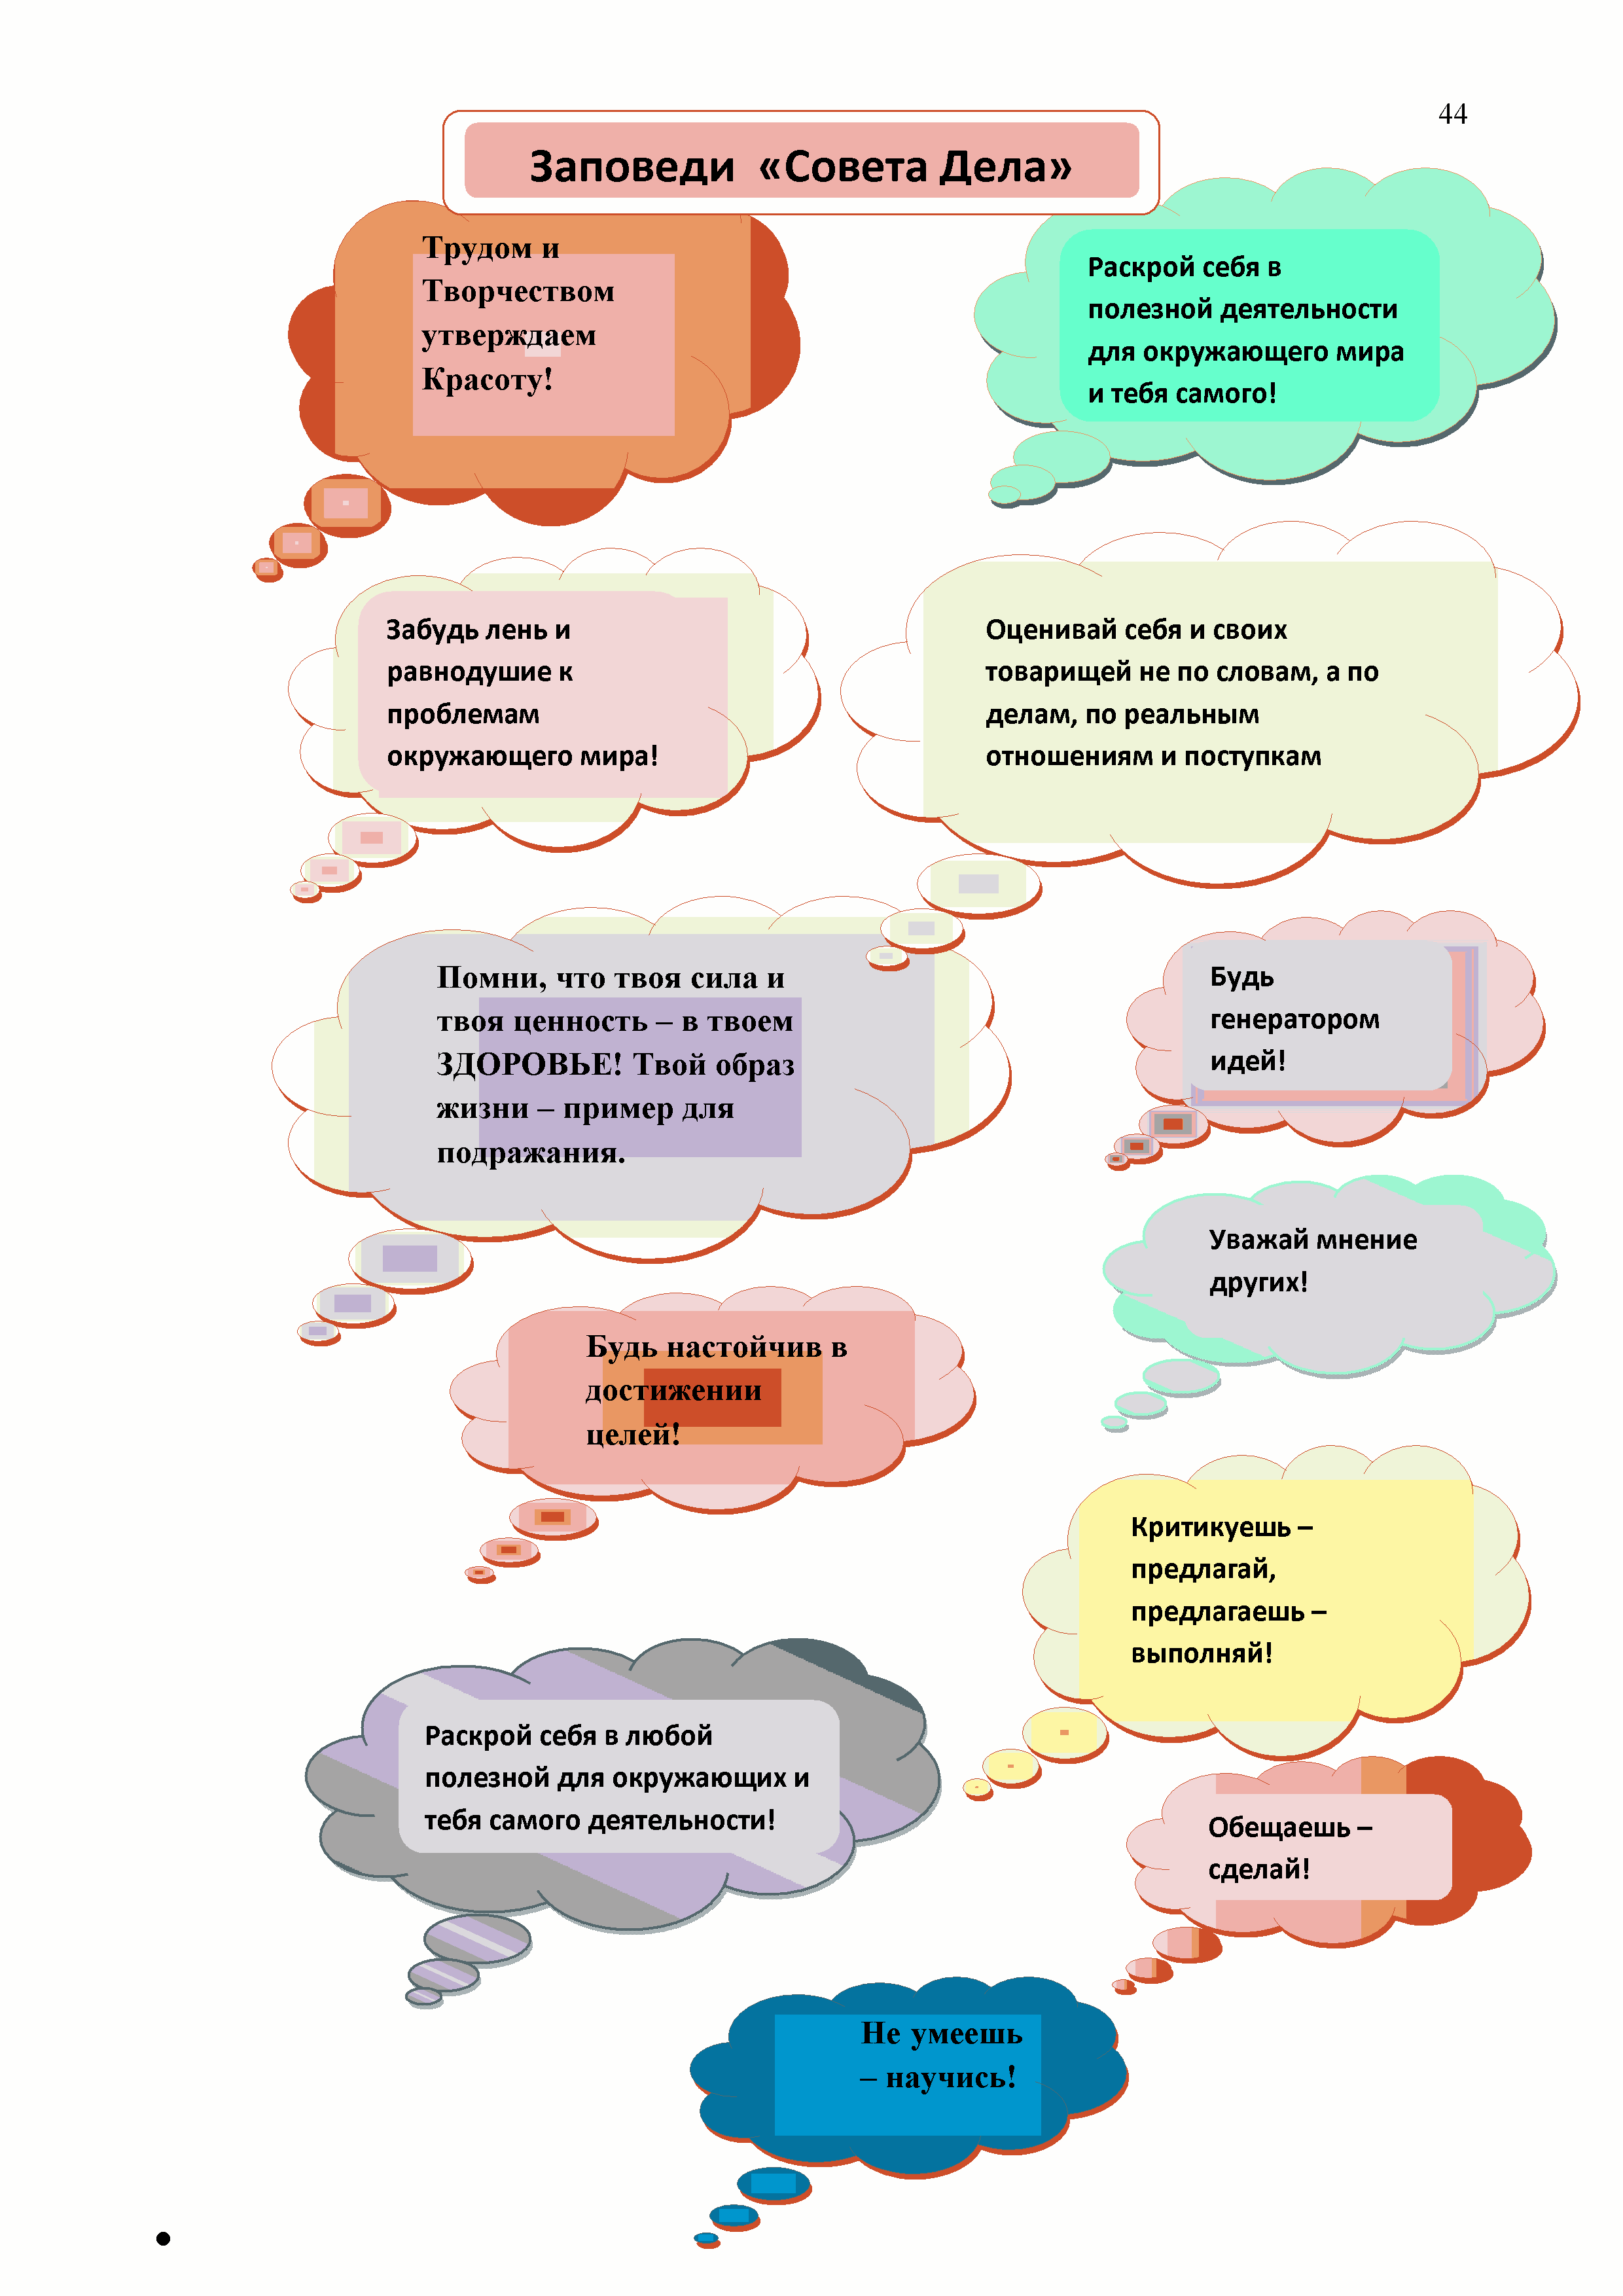 44
Заповеди «Совета Дела»
Трудом и
Творчеством
утверждаем
Красоту!
Раскрой себя в
полезной деятельности
для окружающего мира
и тебя самого!
Забудь лень и
равнодушие к
проблемам
окружающего мира!
Оценивай себя и своих
товарищей не по словам, а по
делам, по реальным
отношениям и поступкам
Помни, что твоя сила и
твоя ценность – в твоем
ЗДОРОВЬЕ! Твой образ
жизни – пример для
подражания.
Будь
генератором
идей!
Уважай мнение
других!
Будь настойчив в
достижении
целей!
Критикуешь –
предлагай,
предлагаешь –
выполняй!
Раскрой себя в любой
полезной для окружающих и
тебя самого деятельности!
Обещаешь –
сделай!
Не умеешь
– научись!